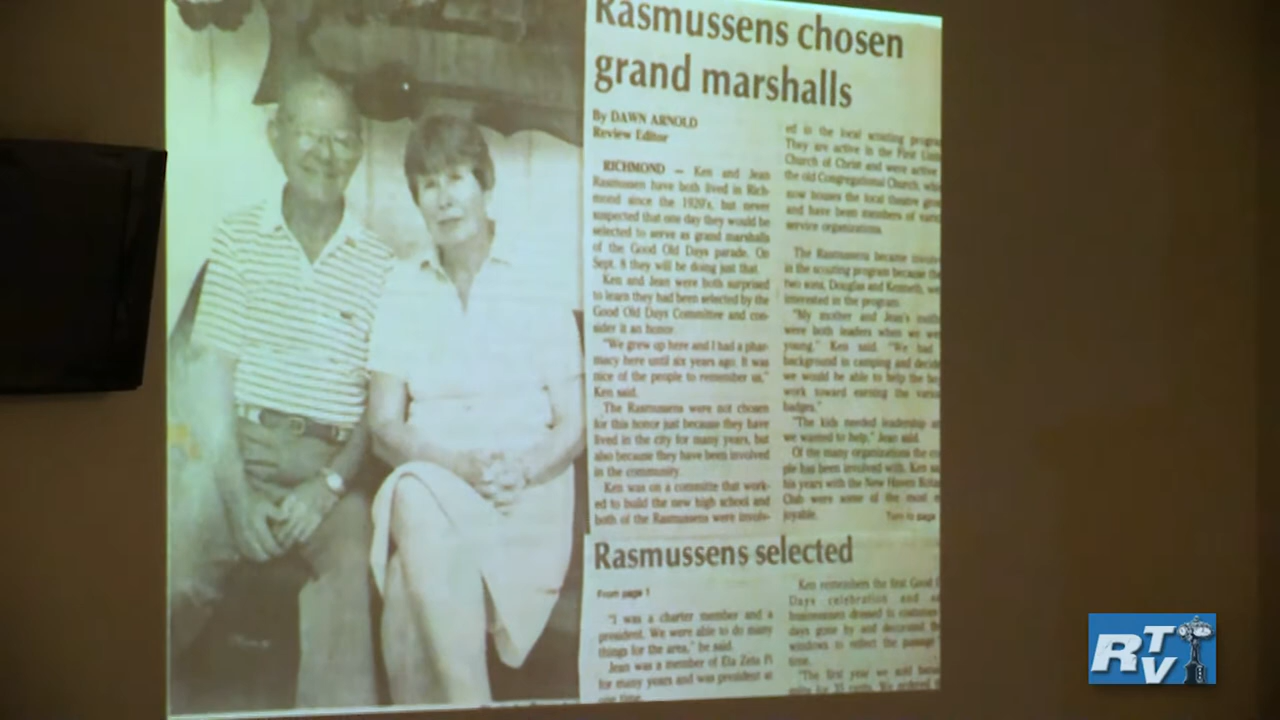 Rasmussens chosen
grand marshalls
By DAWN ARNOLD
Review Editor
RICHMOND — Ken and Jean
Rasmussen have both lived in Rich-
mond since the 1920's, but never
suspected that one day they would be
selected to serve as grand marshalls
of the Good Old Days parade. On
Sept. 8 they will be doing just that.
Ken and Jean were both surprised
to learn they had been selected by the
Good Old Days Committee and con-
sider it an honor.
"We grew up here and I had a phar-
macy here until six years ago. It was
nice of the people to remember us,"
Ken said.
The Rasmussens were not chosen
for this honor just because they have
lived in the city for many years, but
also because they have been involved
in the community.
Ken was on a committe that work-
ed to build the new high school and
both of the Rasmussens were involv-
ed in the local scouting
They are active in the First
Church of Christ and were active
the old Congregational Church,
now houses the local theatre
and have been members of
service organizations.
The Rasmussens became
in the scouting program because
two sons, Douglas and Kenneth,
interested in the program.
"My mother and Jean's
were both leaders when we
young," Ken said. "We had
background in camping and
we would be able to help the
work toward earning the
badges."
"The kids needed leadership
we wanted to help," Jean said.
Of the many organizations the
ple has been involved with, Ken
his years with the New Haven
Club were some of the most
joyable.
Turn to page
Rasmussens selected
From page 1
"I was a charter member and a
president. We were able to do many
things for the area," he said.
Jean was a member of Ela Zeta Pi
for many years and was president at
one time.
Ken remembers the first Good
Days celebration and
businessmen dressed in
days gone by and decorated
windows to reflect the passage
time.
"The first year we
RTV